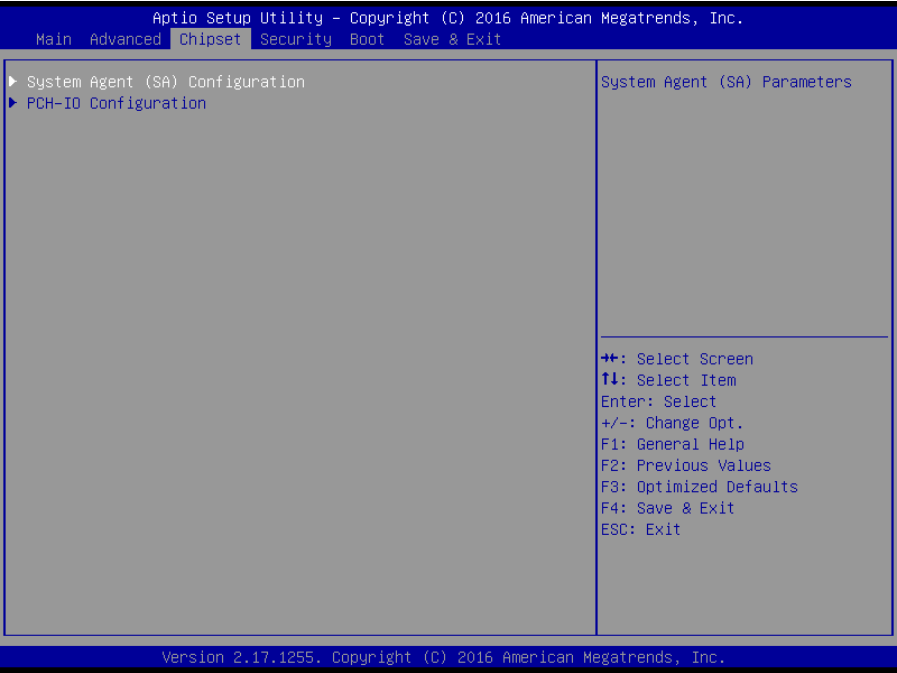 Aptio Setup Utility – Copyright (C) 2016 American Megatrends, Inc.
Main Advanced Chipset Security Boot Save & Exit
▶ System Agent (SA) Configuration
▶ PCH-IO Configuration
System Agent (SA) Parameters
→←: Select Screen
↑↓: Select Item
Enter: Select
+/-: Change Opt.
F1: General Help
F2: Previous Values
F3: Optimized Defaults
F4: Save & Exit
ESC: Exit
Version 2.17.1255. Copyright (C) 2016 American Megatrends, Inc.